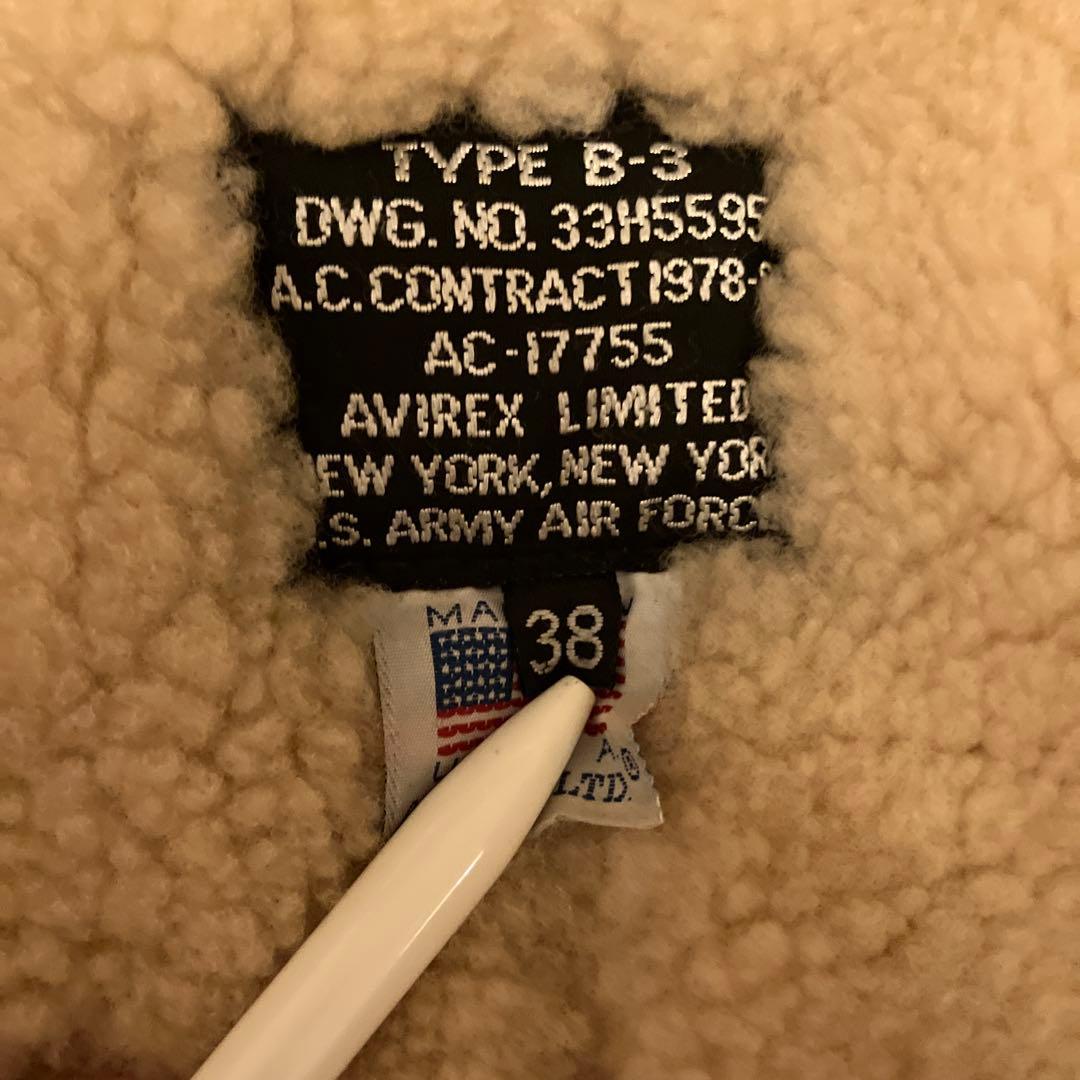 TYPE B-3
DWG. NO. 33H5595
A.C. CONTRACT 1978-
AC-17755
AVIREX LIMITED
EW YORK, NEW YOR
.S. ARMY AIR FORC
38
MA
A.®
LTD.